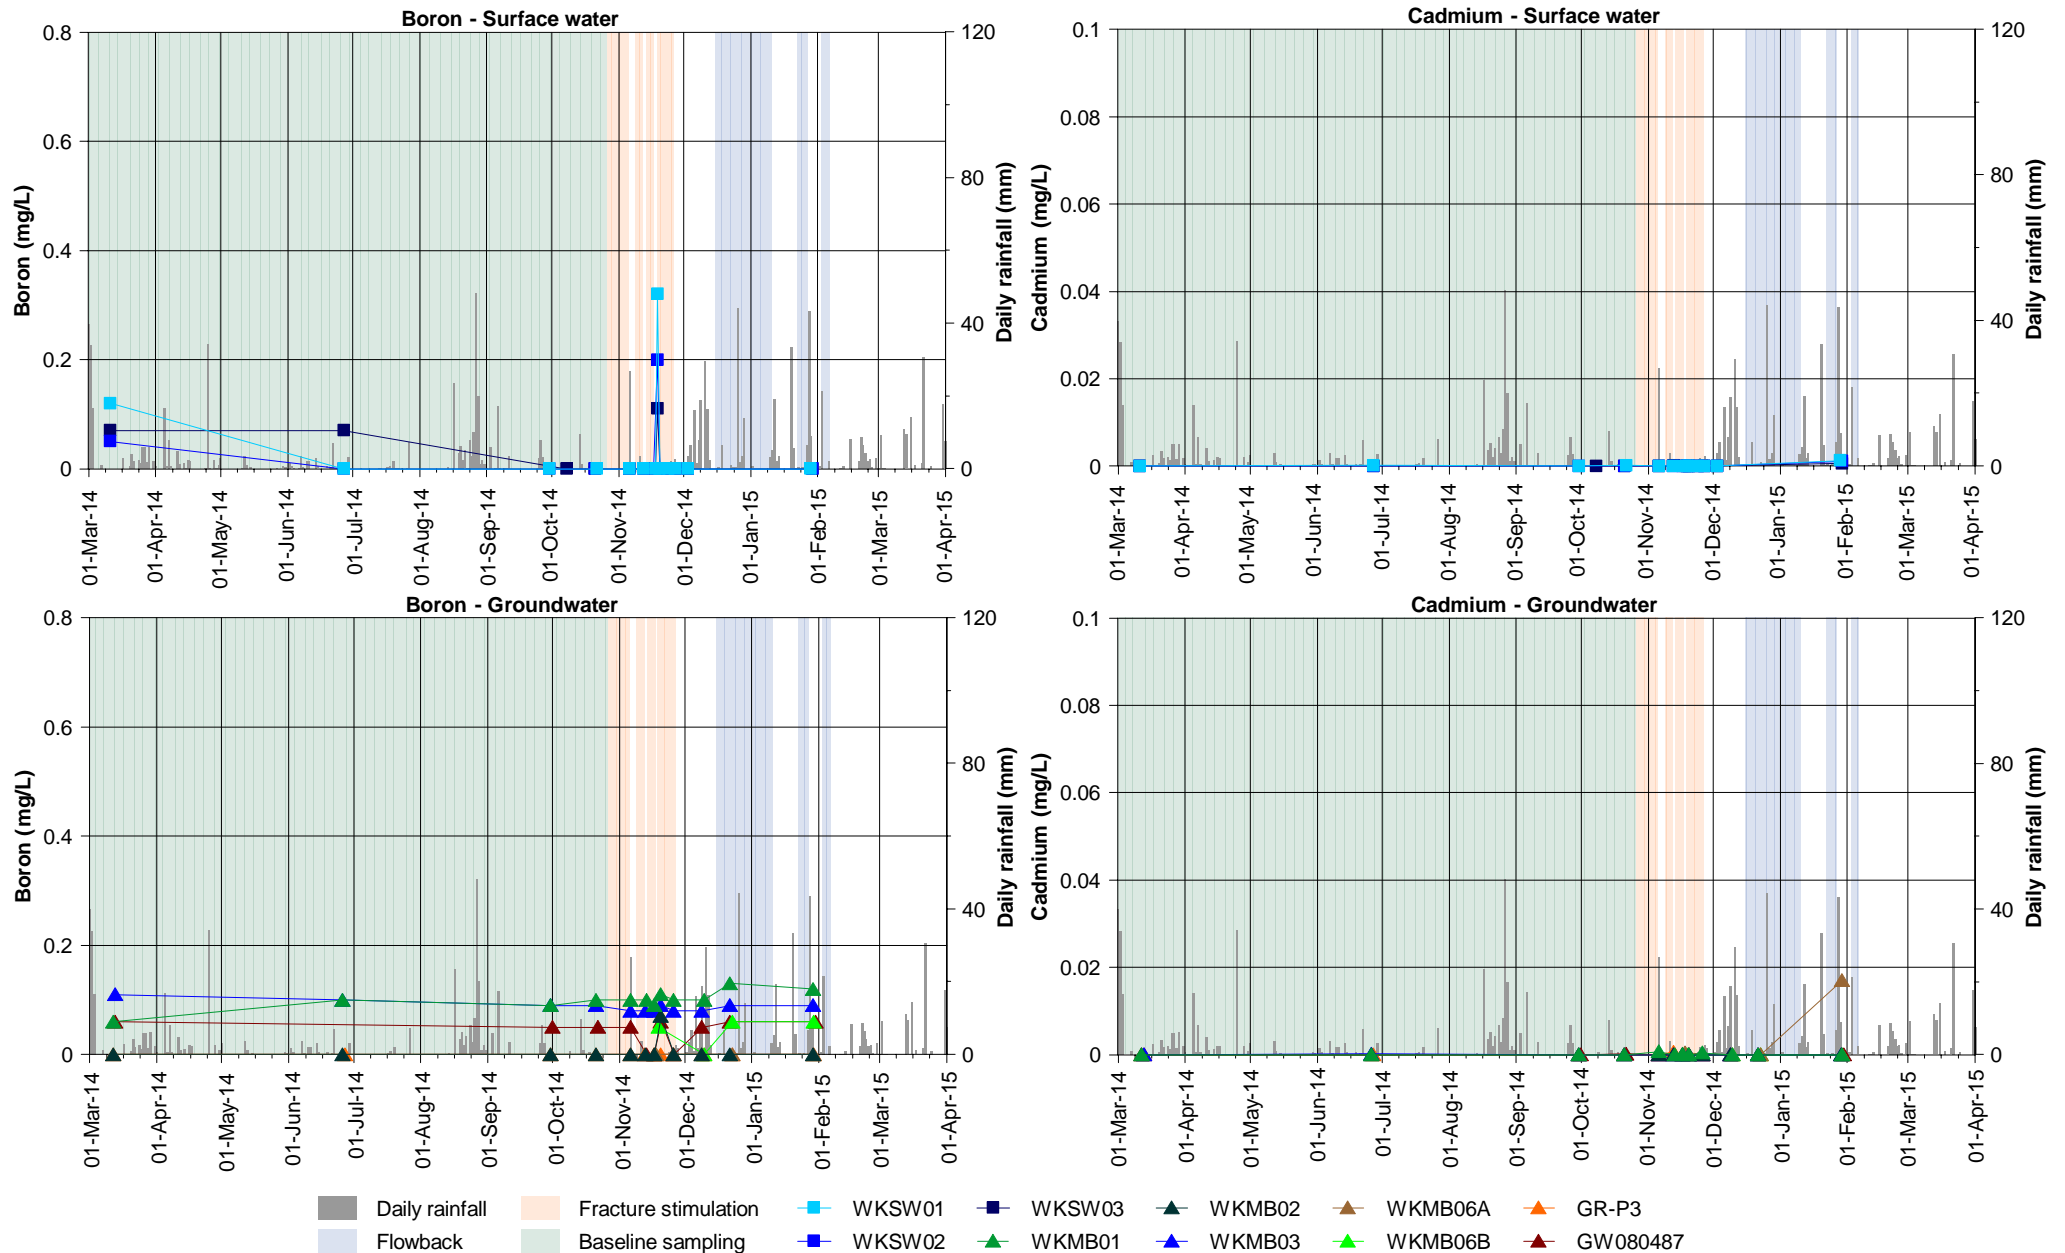 Boron - Surface water
0.8
0.6
0.4
0.2
0
Boron (mg/L)
120
80
40
0
Daily rainfall (mm)
01-Mar-14
01-Apr-14
01-May-14
01-Jun-14
01-Jul-14
01-Aug-14
01-Sep-14
01-Oct-14
01-Nov-14
01-Dec-14
01-Jan-15
01-Feb-15
01-Mar-15
01-Apr-15
Cadmium - Surface water
0.1
0.08
0.06
0.04
0.02
0
Cadmium (mg/L)
120
80
40
0
Daily rainfall (mm)
01-Mar-14
01-Apr-14
01-May-14
01-Jun-14
01-Jul-14
01-Aug-14
01-Sep-14
01-Oct-14
01-Nov-14
01-Dec-14
01-Jan-15
01-Feb-15
01-Mar-15
01-Apr-15
Boron - Groundwater
0.8
0.6
0.4
0.2
0
Boron (mg/L)
120
80
40
0
Daily rainfall (mm)
01-Mar-14
01-Apr-14
01-May-14
01-Jun-14
01-Jul-14
01-Aug-14
01-Sep-14
01-Oct-14
01-Nov-14
01-Dec-14
01-Jan-15
01-Feb-15
01-Mar-15
01-Apr-15
Cadmium - Groundwater
0.1
0.08
0.06
0.04
0.02
0
Cadmium (mg/L)
120
80
40
0
Daily rainfall (mm)
01-Mar-14
01-Apr-14
01-May-14
01-Jun-14
01-Jul-14
01-Aug-14
01-Sep-14
01-Oct-14
01-Nov-14
01-Dec-14
01-Jan-15
01-Feb-15
01-Mar-15
01-Apr-15
Daily rainfall Fracture stimulation WKSW01 WKSW03 WKMB02 WKMB06A GR-P3
Flowback Baseline sampling WKSW02 WKMB01 WKMB03 WKMB06B GW080487